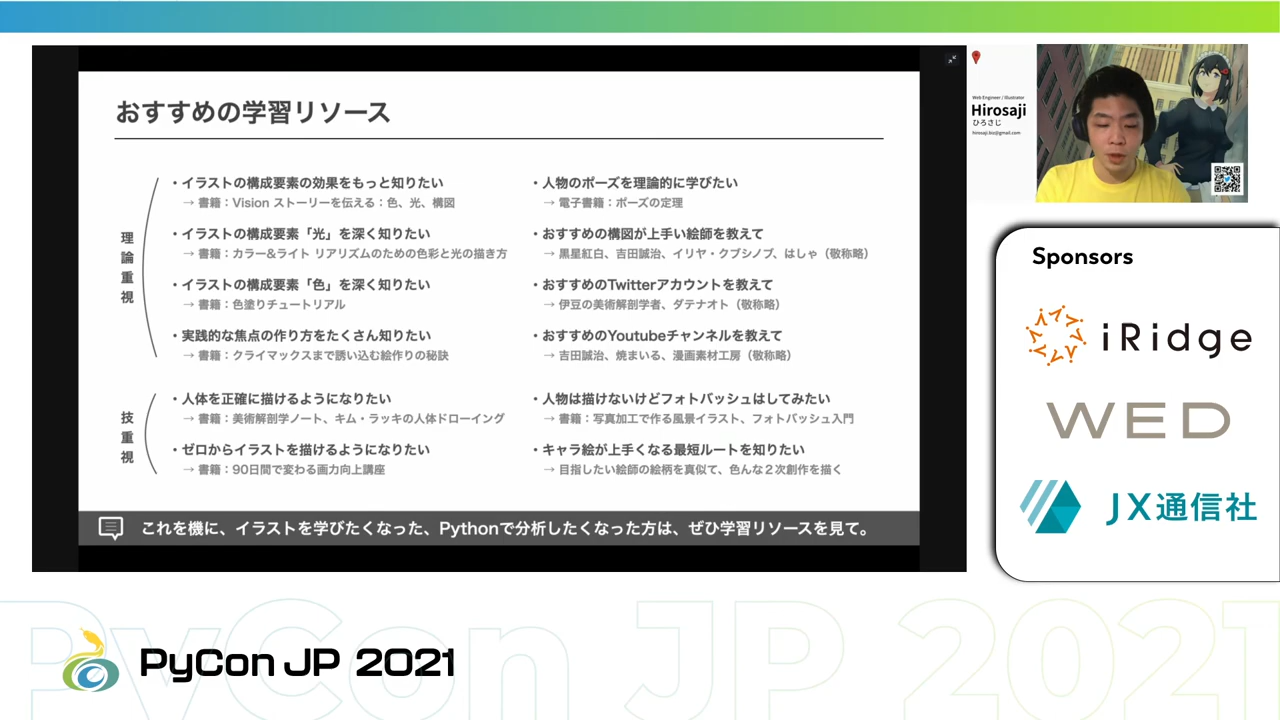 おすすめの学習リソース
理論重視
・イラストの構成要素の効果をもっと知りたい
→ 書籍：Vision ストーリーを伝える：色、光、構図
・イラストの構成要素「光」を深く知りたい
→ 書籍：カラー&ライト リアリズムのための色彩と光の描き方
・イラストの構成要素「色」を深く知りたい
→ 書籍：色塗りチュートリアル
・実践的な焦点の作り方をたくさん知りたい
→ 書籍：クライマックスまで誘い込む絵作りの秘訣
・人物のポーズを理論的に学びたい
→ 電子書籍：ポーズの定理
・おすすめの構図が上手い絵師を教えて
→ 黒星紅白、吉田誠治、イリヤ・クブシノブ、はしゃ（敬称略）
・おすすめのTwitterアカウントを教えて
→ 伊豆の美術解剖学者、ダテナオト（敬称略）
・おすすめのYoutubeチャンネルを教えて
→ 吉田誠治、焼まいる、漫画素材工房（敬称略）
技重視
・人体を正確に描けるようになりたい
→ 書籍：美術解剖学ノート、キム・ラッキの人体ドローイング
・ゼロからイラストを描けるようになりたい
→ 書籍：90日間で変わる画力向上講座
・人物は描けないけどフォトバッシュはしてみたい
→ 書籍：写真加工で作る風景イラスト、フォトバッシュ入門
・キャラ絵が上手くなる最短ルートを知りたい
→ 目指したい絵師の絵柄を真似て、色んな２次創作を描く
これを機に、イラストを学びたくなった、Pythonで分析したくなった方は、ぜひ学習リソースを見て。
Web Engineer / Illustrator
Hirosaji
ひろさじ
hirosaji.biz@gmail.com
Sponsors
iRidge
WED
JX通信社
PyCon JP 2021
PyCon JP 2021